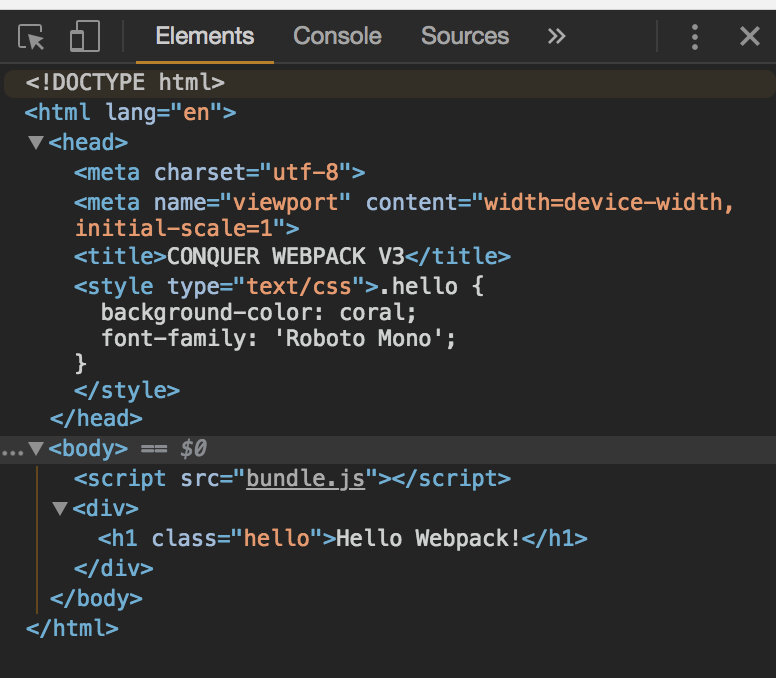 Elements Console Sources »
<!DOCTYPE html>
<html lang="en">
<head>
<meta charset="utf-8">
<meta name="viewport" content="width=device-width,
initial-scale=1">
<title>CONQUER WEBPACK V3</title>
<style type="text/css">.hello {
background-color: coral;
font-family: 'Roboto Mono';
}
</style>
</head>
...<body> == $0
<script src="bundle.js"></script>
<div>
<h1 class="hello">Hello Webpack!</h1>
</div>
</body>
</html>